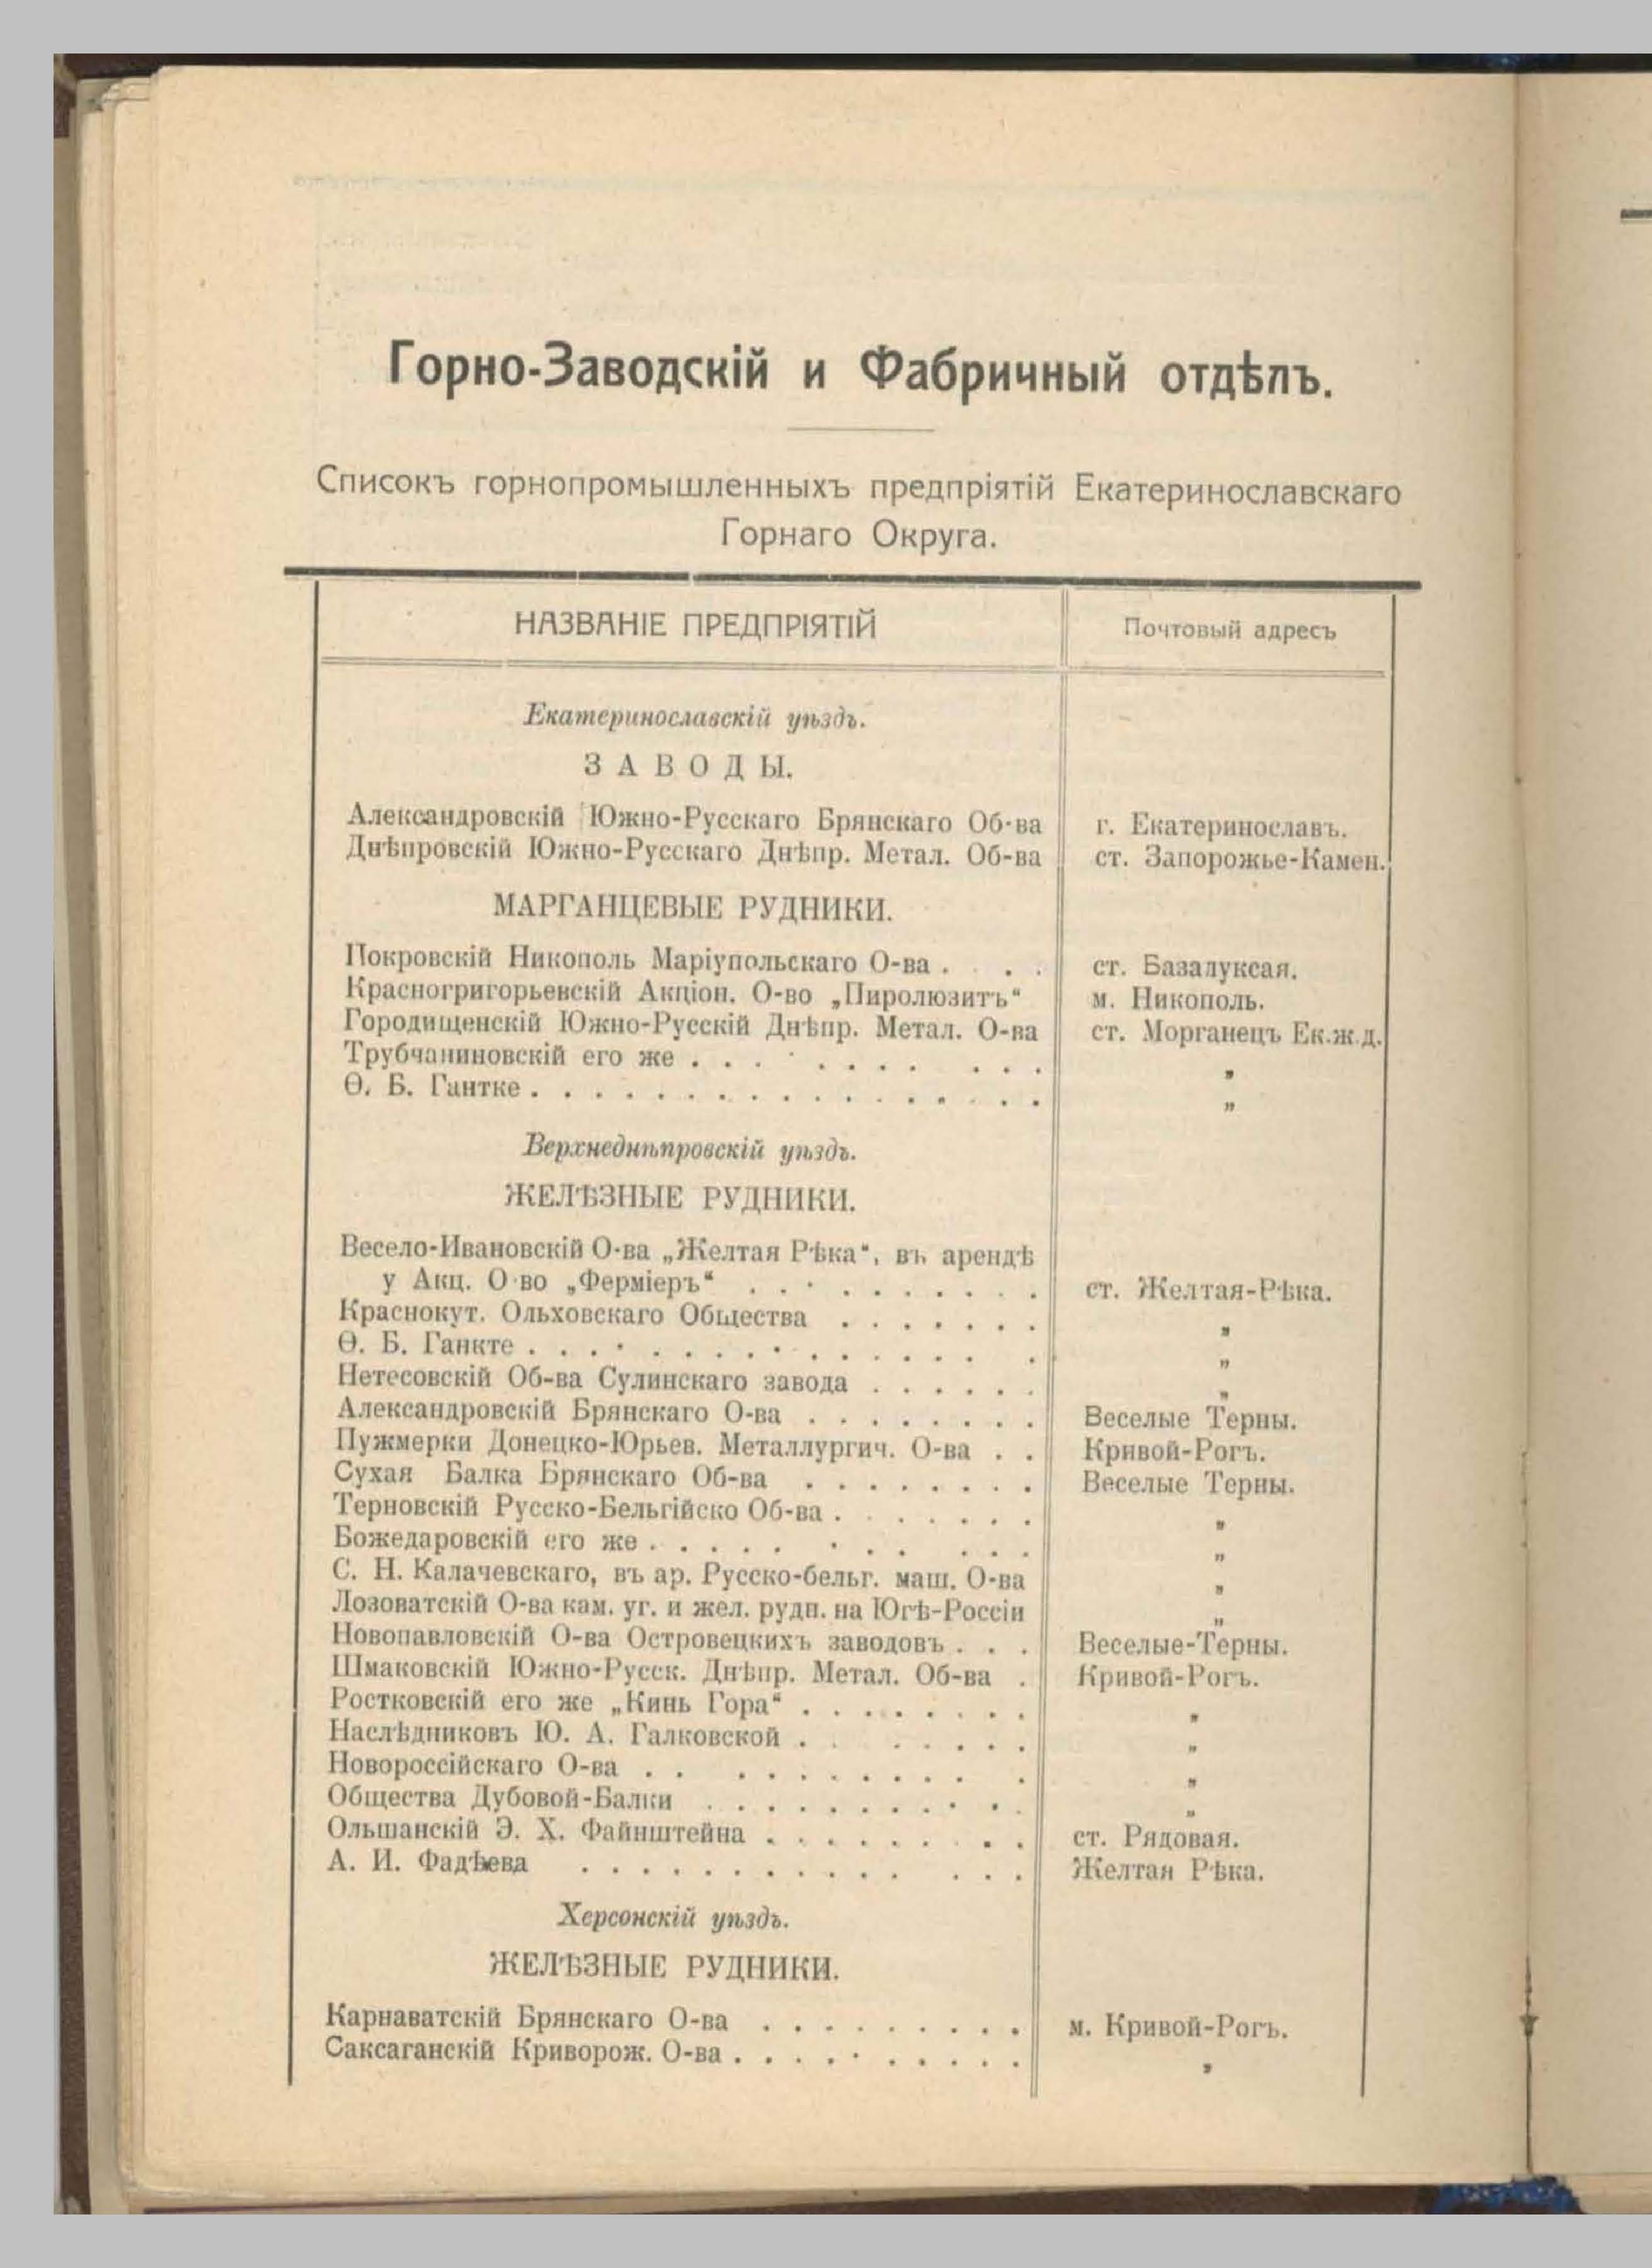 Горно-Заводскій и Фабричный отдѣлъ.
Списокъ горнопромышленныхъ предпріятій Екатеринославскаго
Горнаго Округа.
НАЗВАНІЕ ПРЕДПРІЯТІЙ Почтовый адресъ
Екатеринославскій уѣздъ.
ЗАВОДЫ.
Александровскій Южно-Русскаго Брянскаго Об-ва г. Екатеринославъ.
Днѣпровскій Южно-Русскаго Днѣпр. Метал. Об-ва ст. Запорожье-Камен.
МАРГАНЦЕВЫЕ РУДНИКИ.
Покровскій Никополь Маріупольскаго О-ва . . . ст. Базалуксая.
Красногригорьевскій Акціон. О-во „Пиролюзитъ“ м. Никополь.
Городищенскій Южно-Русскій Днѣпр. Метал. О-ва ст. Морганецъ Ек.ж.д.
Трубчаниновскій его же . . . . . . . . . . . „
Ѳ. Б. Гантке . . . . . . . . . . . . . . . . . „
Верхнеднѣпровскій уѣздъ.
ЖЕЛѢЗНЫЕ РУДНИКИ.
Весело-Ивановскій О-ва „Желтая Рѣка“, въ арендѣ
у Акц. О-во „Ферміеръ“ . . . . . . . . . . ст. Желтая-Рѣка.
Краснокут. Ольховскаго Общества . . . . . . . „
Ѳ. Б. Ганкте . . . . . . . . . . . . . . . . „
Нетесовскій Об-ва Сулинскаго завода . . . . . . „
Александровскій Брянскаго О-ва . . . . . . . . Веселые Терны.
Пужмерки Донецко-Юрьев. Металлургич. О-ва . . Кривой-Рогъ.
Сухая Балка Брянскаго Об-ва . . . . . . . . Веселые Терны.
Терновскій Русско-Бельгійско Об-ва . . . . . . . „
Божедаровскій его же . . . . . . . . . . . „
С. Н. Калачевскаго, въ ар. Русско-бельг. маш. О-ва „
Лозоватскій О-ва кам. уг. и жел. рудн. на Югѣ-Россіи „
Новопавловскій О-ва Островецкихъ заводовъ . . . Веселые-Терны.
Шмаковскій Южно-Русск. Днѣпр. Метал. Об-ва . Кривой-Рогъ.
Ростковскій его же „Кинь Гора“ . . . . . . . . „
Наслѣдниковъ Ю. А. Галковской . . . . . . . „
Новороссійскаго О-ва . . . . . . . . . . . „
Общества Дубовой-Балки . . . . . . . . . . . „
Ольшанскій Э. Х. Файнштейна . . . . . . . . . ст. Рядовая.
А. И. Фадѣева . . . . . . . . . . . . . . Желтая Рѣка.
Херсонскій уѣздъ.
ЖЕЛѢЗНЫЕ РУДНИКИ.
Карнаватскій Брянскаго О-ва . . . . . . . . . м. Кривой-Рогъ.
Саксаганскій Криворож. О-ва . . . . . . . . . . „